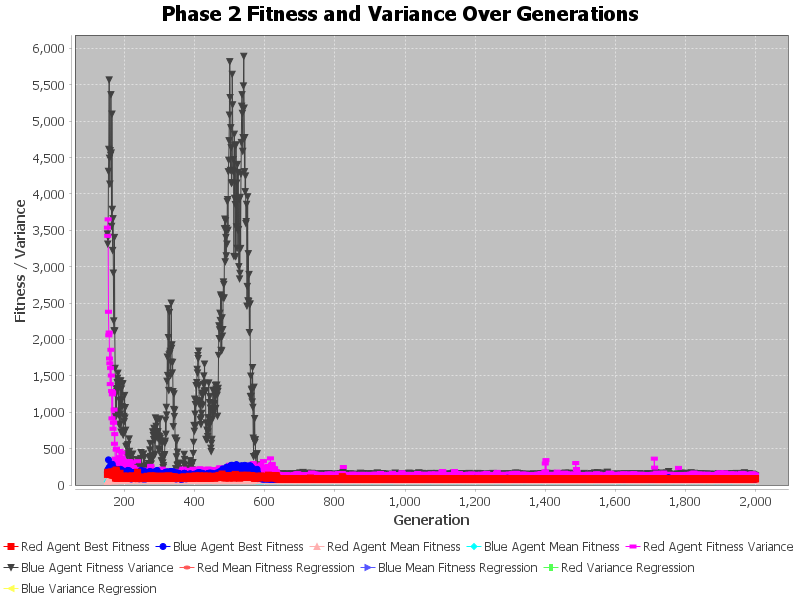 Phase 2 Fitness and Variance Over Generations
Fitness / Variance
6,000
5,500
5,000
4,500
4,000
3,500
3,000
2,500
2,000
1,500
1,000
500
0
200 400 600 800 1,000 1,200 1,400 1,600 1,800 2,000
Generation
Red Agent Best Fitness Blue Agent Best Fitness Red Agent Mean Fitness Blue Agent Mean Fitness Red Agent Fitness Variance
Blue Agent Fitness Variance Red Mean Fitness Regression Blue Mean Fitness Regression Red Variance Regression
Blue Variance Regression